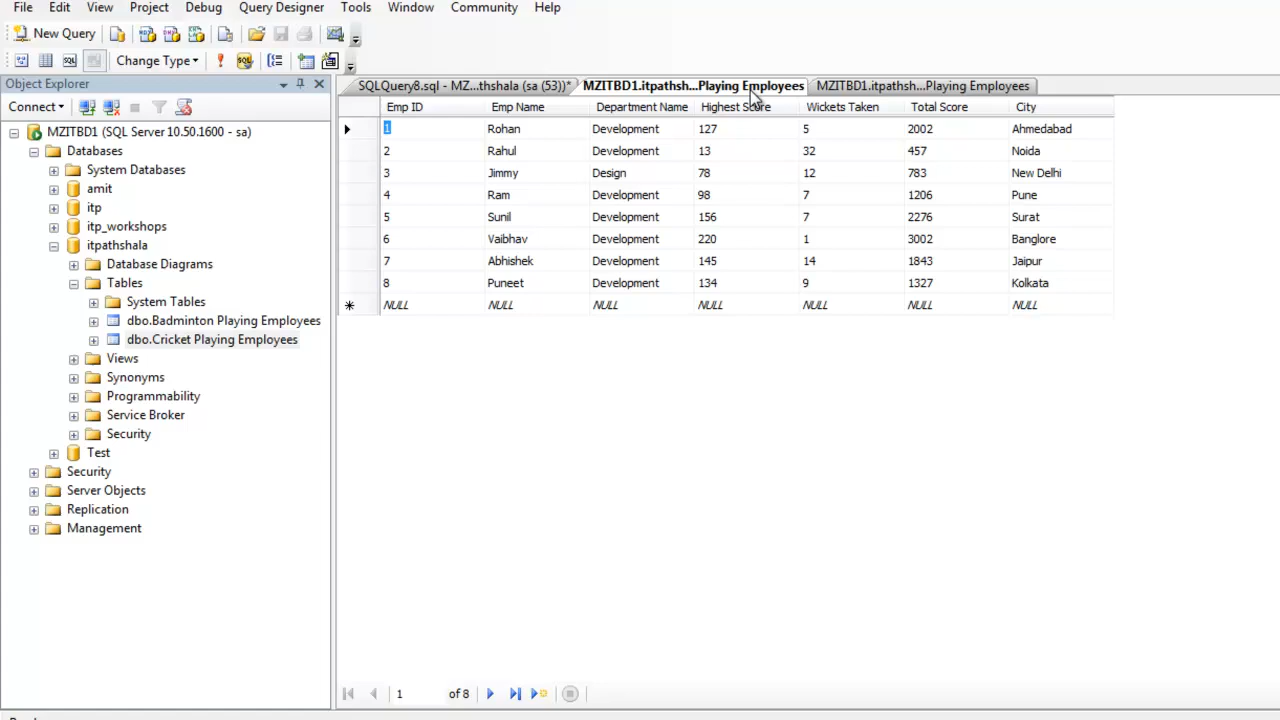 File Edit View Project Debug Query Designer Tools Window Community Help
New Query
Change Type
Object Explorer
SQLQuery8.sql - MZ...thshala (sa (53))* MZITBD1.itpathsh...Playing Employees MZITBD1.itpathsh...Playing Employees
Connect
Emp ID Emp Name Department Name Highest Score Wickets Taken Total Score City
1 Rohan Development 127 5 2002 Ahmedabad
2 Rahul Development 13 32 457 Noida
3 Jimmy Design 78 12 783 New Delhi
4 Ram Development 98 7 1206 Pune
5 Sunil Development 156 7 2276 Surat
6 Vaibhav Development 220 1 3002 Banglore
7 Abhishek Development 145 14 1843 Jaipur
8 Puneet Development 134 9 1327 Kolkata
NULL NULL NULL NULL NULL NULL NULL
MZITBD1 (SQL Server 10.50.1600 - sa)
Databases
System Databases
amit
itp
itp_workshops
itpathshala
Database Diagrams
Tables
System Tables
dbo.Badminton Playing Employees
dbo.Cricket Playing Employees
Views
Synonyms
Programmability
Service Broker
Security
Test
Security
Server Objects
Replication
Management
1 of 8